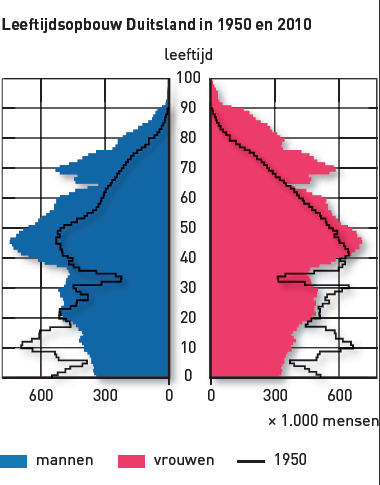 Leeftijdsopbouw Duitsland in 1950 en 2010
leeftijd
100
90
80
70
60
50
40
30
20
10
0
600 300 0 0 300 600
× 1.000 mensen
mannen vrouwen 1950